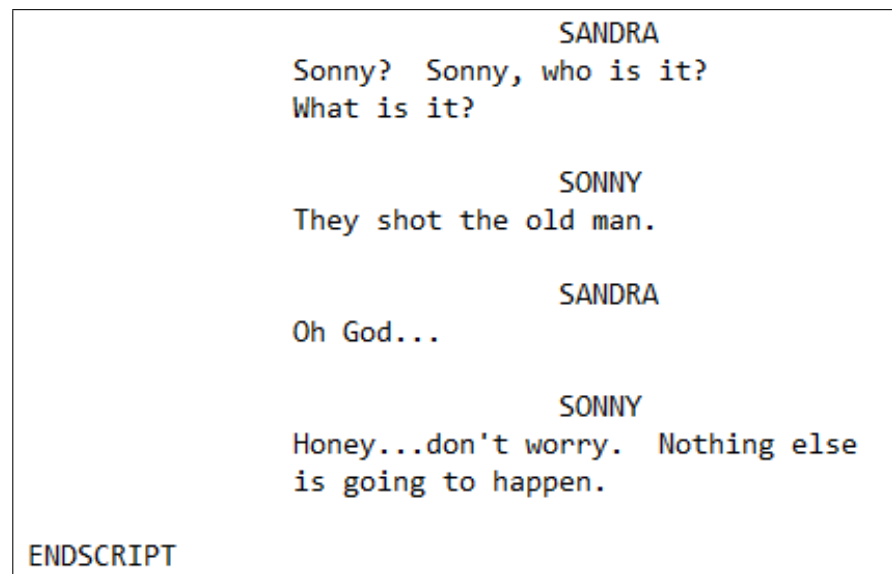 SANDRA
Sonny?  Sonny, who is it?
What is it?
SONNY
They shot the old man.
SANDRA
Oh God...
SONNY
Honey...don't worry.  Nothing else
is going to happen.
ENDSCRIPT